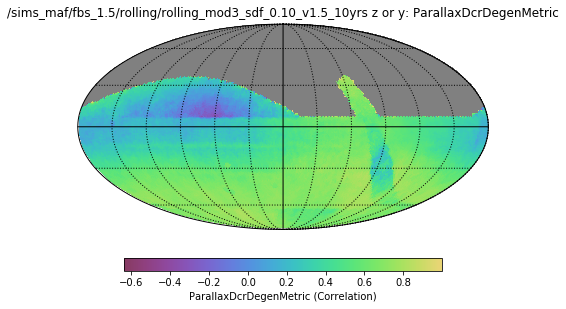 /sims_maf/fbs_1.5/rolling/rolling_mod3_sdf_0.10_v1.5_10yrs z or y: ParallaxDcrDegenMetric
−0.6 −0.4 −0.2 0.0 0.2 0.4 0.6 0.8
ParallaxDcrDegenMetric (Correlation)